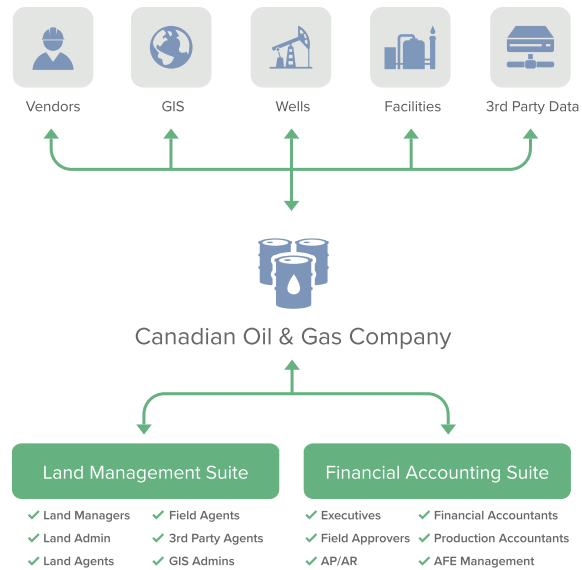 Vendors GIS Wells Facilities 3rd Party Data
Canadian Oil & Gas Company
Land Management Suite
Land Managers Field Agents
Land Admin 3rd Party Agents
Land Agents GIS Admins
Financial Accounting Suite
Executives Financial Accountants
Field Approvers Production Accountants
AP/AR AFE Management